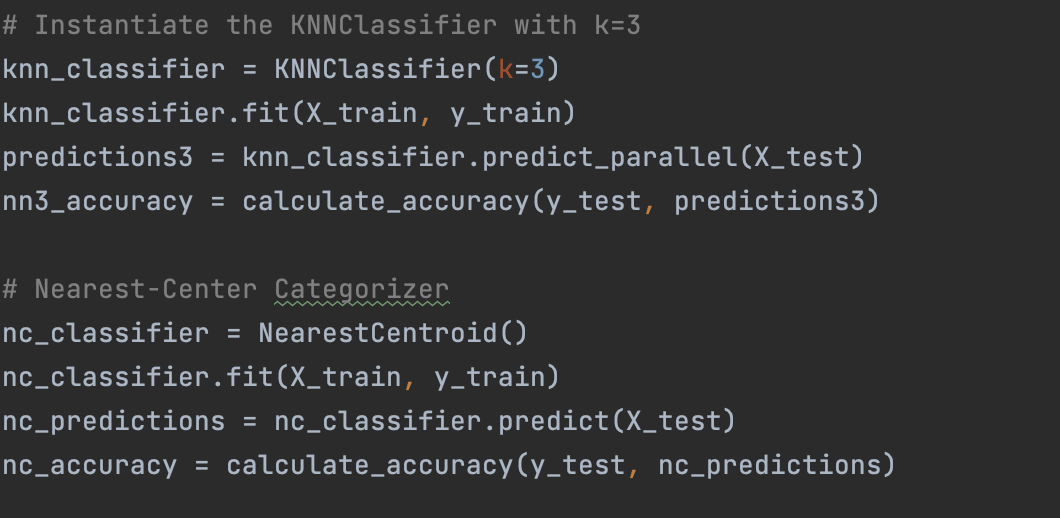 # Instantiate the KNNClassifier with k=3
knn_classifier = KNNClassifier(k=3)
knn_classifier.fit(X_train, y_train)
predictions3 = knn_classifier.predict_parallel(X_test)
nn3_accuracy = calculate_accuracy(y_test, predictions3)
# Nearest-Center Categorizer
nc_classifier = NearestCentroid()
nc_classifier.fit(X_train, y_train)
nc_predictions = nc_classifier.predict(X_test)
nc_accuracy = calculate_accuracy(y_test, nc_predictions)